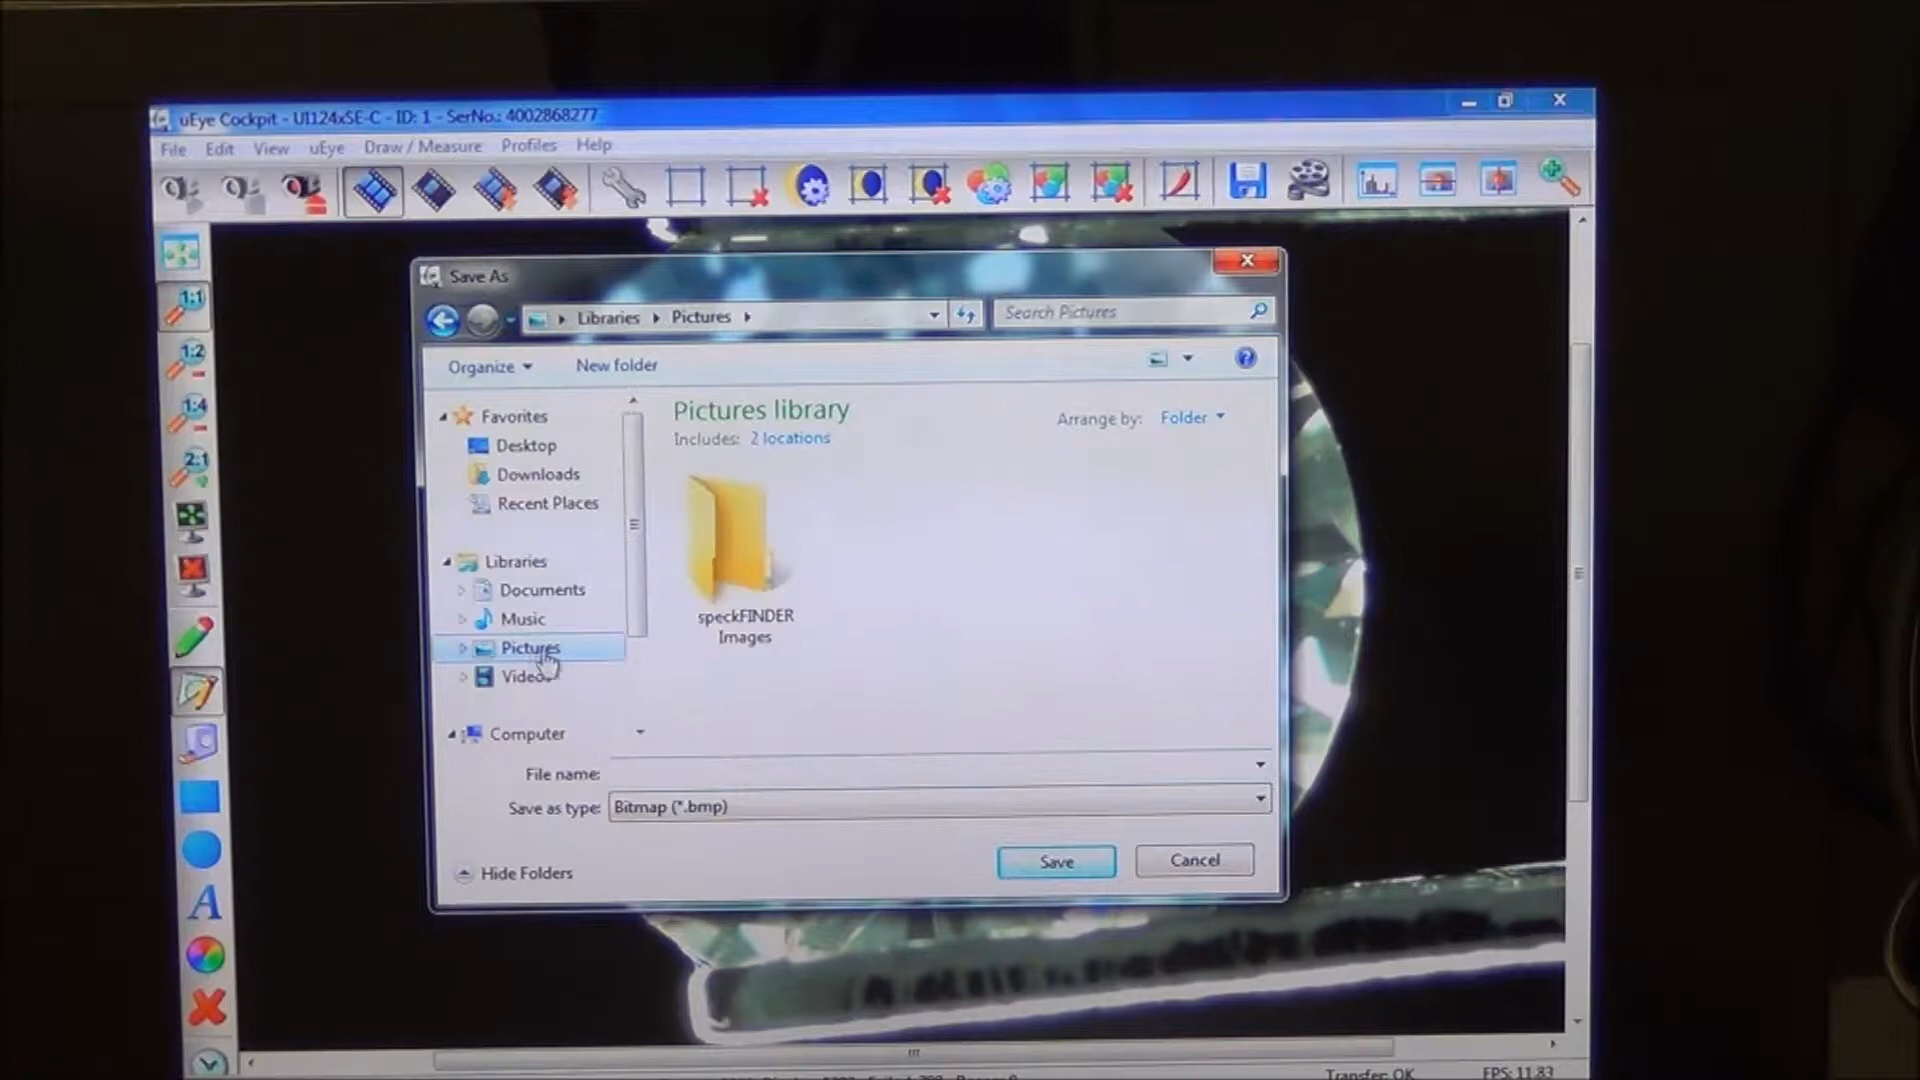 uEye Cockpit - UI124xSE-C - ID: 1 - SerNo.: 4002868277
File Edit View uEye Draw / Measure Profiles Help
1:1
1:2
1:4
2:1
A
Save As
Libraries Pictures
Search Pictures
Organize New folder
Favorites
Desktop
Downloads
Recent Places
Libraries
Documents
Music
Pictures
Computer
Pictures library
Includes: 2 locations
Arrange by: Folder
speckFINDER
Images
File name:
Save as type: Bitmap (*.bmp)
Hide Folders
Save Cancel
Transfer: OK FPS: 11.83